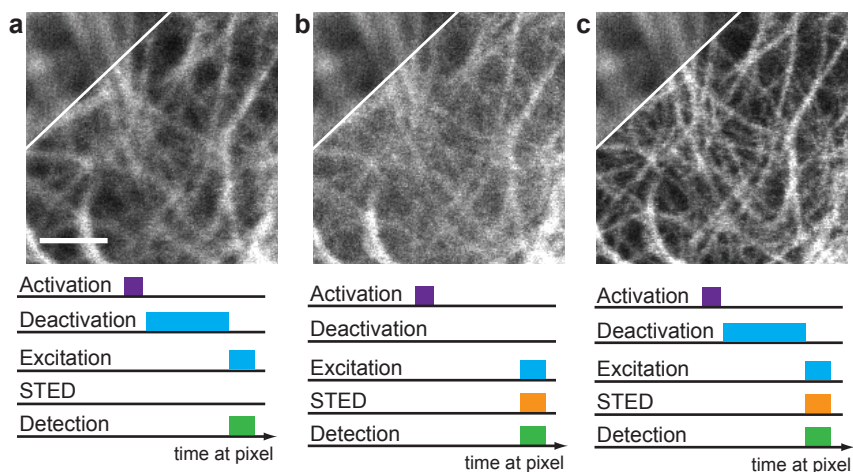 a
b
c
Activation
Deactivation
Excitation
STED
Detection
time at pixel
Activation
Deactivation
Excitation
STED
Detection
time at pixel
Activation
Deactivation
Excitation
STED
Detection
time at pixel